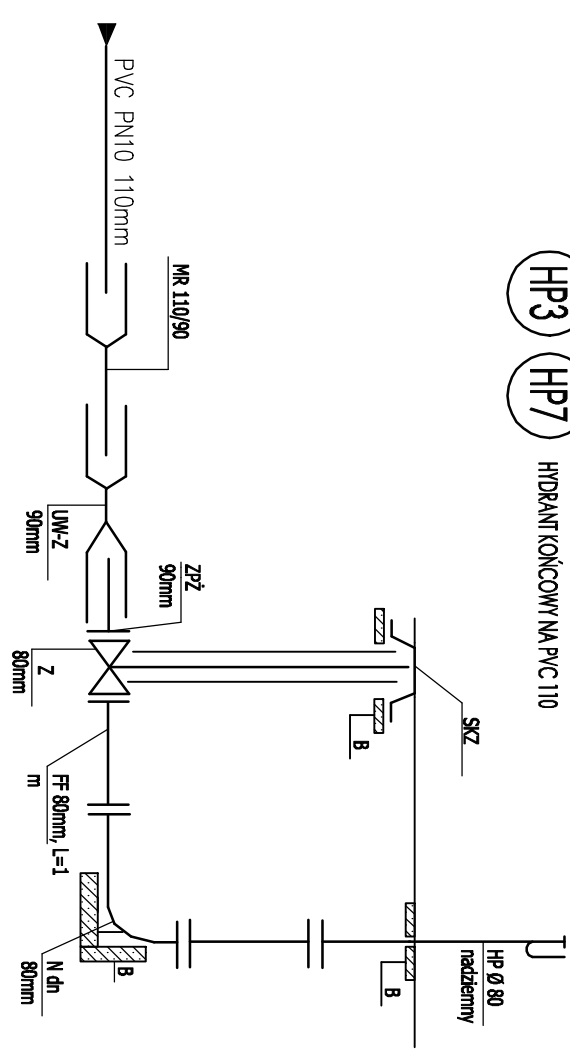 HP3
HP7
HYDRANT KOŃCOWY NA PVC 110
PVC PN10 110mm
MR 110/90
UW-Z
90mm
ZPŻ
90mm
Z
80mm
SKZ
B
FF 80mm, L=1
m
N dn
80mm
B
B
HP Ø 80
nadziemny